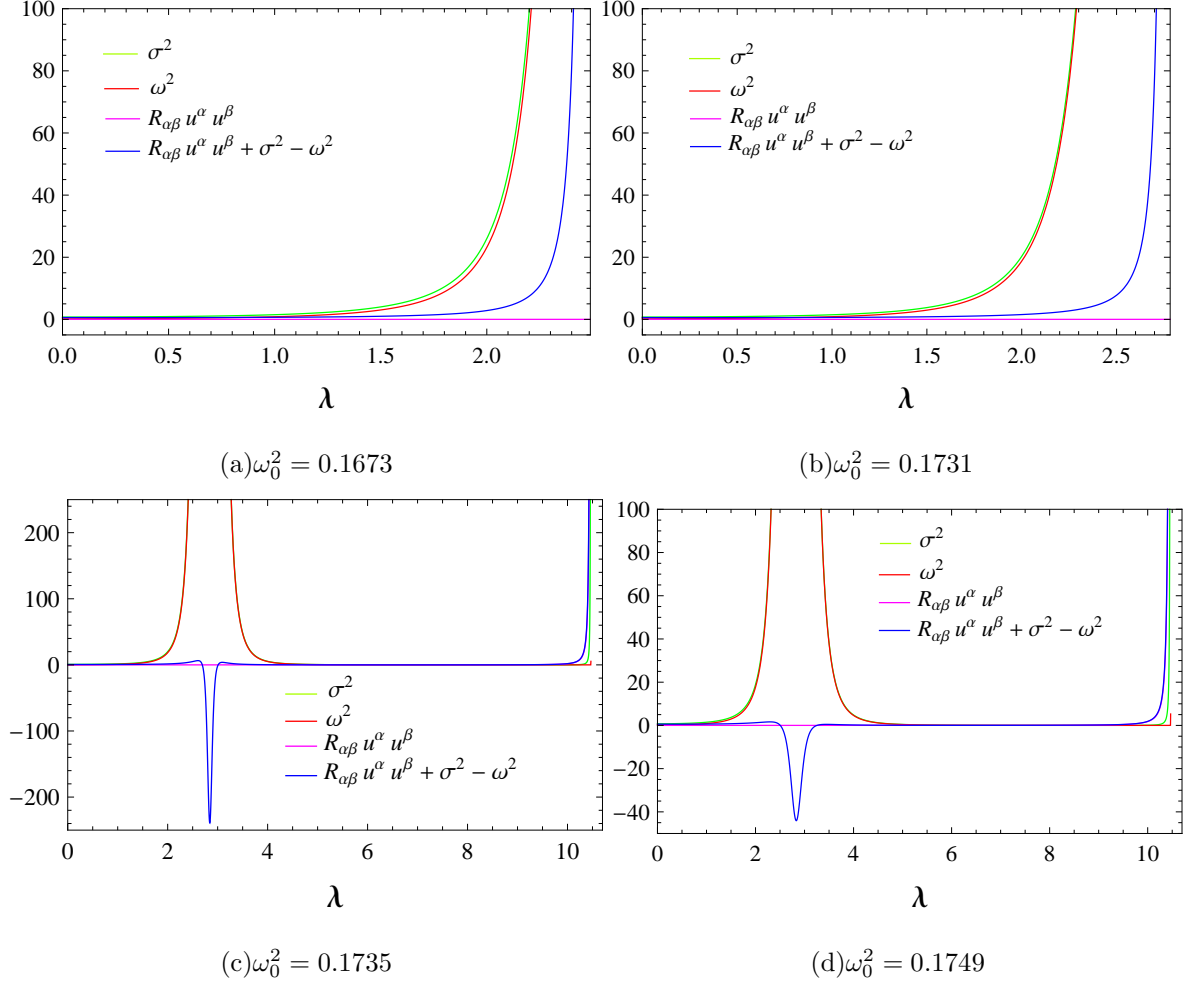 100
80
60
40
20
0
σ²
ω²
R_{αβ} u^α u^β
R_{αβ} u^α u^β + σ² − ω²
0.0 0.5 1.0 1.5 2.0
λ
(a)ω₀² = 0.1673
100
80
60
40
20
0
σ²
ω²
R_{αβ} u^α u^β
R_{αβ} u^α u^β + σ² − ω²
0.0 0.5 1.0 1.5 2.0 2.5
λ
(b)ω₀² = 0.1731
200
100
0
−100
−200
σ²
ω²
R_{αβ} u^α u^β
R_{αβ} u^α u^β + σ² − ω²
0 2 4 6 8 10
λ
(c)ω₀² = 0.1735
100
80
60
40
20
0
−20
−40
σ²
ω²
R_{αβ} u^α u^β
R_{αβ} u^α u^β + σ² − ω²
0 2 4 6 8 10
λ
(d)ω₀² = 0.1749